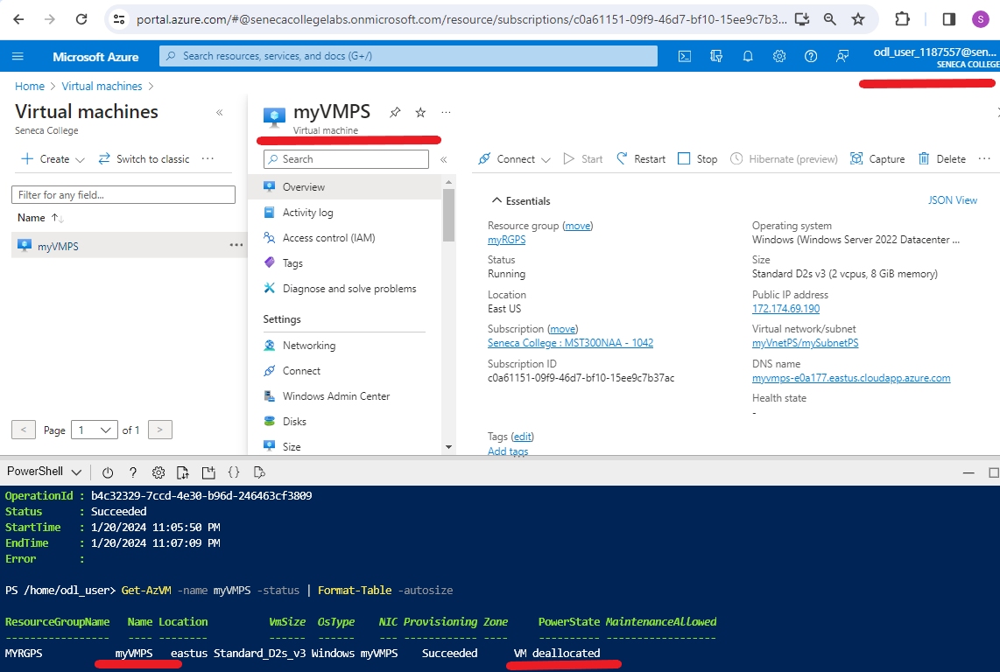 portal.azure.com/#@senecacollegelabs.onmicrosoft.com/resource/subscriptions/c0a61151-09f9-46d7-bf10-15ee9c7b3...
S
Microsoft Azure
Search resources, services, and docs (G+/)
odl_user_1187557@sen...
SENECA COLLEGE
Home > Virtual machines >
Virtual machines
Seneca College
Create
Switch to classic
...
Filter for any field...
Name
myVMPS
...
< Page 1 of 1 >
myVMPS
...
Virtual machine
Search
Overview
Activity log
Access control (IAM)
Tags
Diagnose and solve problems
Settings
Networking
Connect
Windows Admin Center
Disks
Size
Connect Start Restart Stop Hibernate (preview) Capture Delete ...
Essentials
JSON View
Resource group (move)
myRGPS
Status
Running
Location
East US
Subscription (move)
Seneca College : MST300NAA - 1042
Subscription ID
c0a61151-09f9-46d7-bf10-15ee9c7b37ac
Operating system
Windows (Windows Server 2022 Datacenter ...
Size
Standard D2s v3 (2 vcpus, 8 GiB memory)
Public IP address
172.174.69.190
Virtual network/subnet
myVnetPS/mySubnetPS
DNS name
myvmps-e0a177.eastus.cloudapp.azure.com
Health state
-
Tags (edit)
Add tags
PowerShell
OperationId : b4c32329-7ccd-4e30-b96d-246463cf3809
Status : Succeeded
StartTime : 1/20/2024 11:05:50 PM
EndTime : 1/20/2024 11:07:09 PM
Error :
PS /home/odl_user> Get-AzVM -name myVMPS -status | Format-Table -autosize
ResourceGroupName Name Location VmSize OsType NIC Provisioning Zone PowerState MaintenanceAllowed
----------------- ---- -------- ------ ------ --- ------------ ---- ---------- ------------------
MYRGPS myVMPS eastus Standard_D2s_v3 Windows myVMPS Succeeded VM deallocated